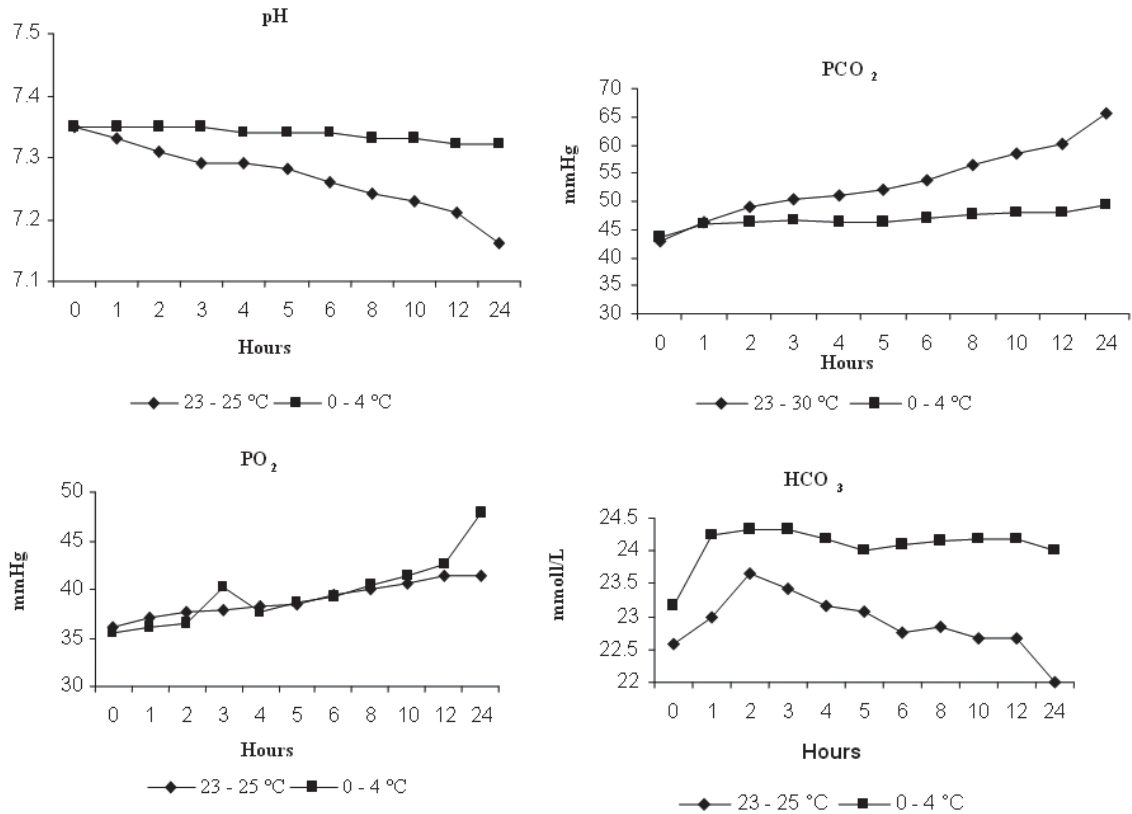 pH
7.5
7.4
7.3
7.2
7.1
0 1 2 3 4 5 6 8 10 12 24
Hours
23 - 25 ºC 0 - 4 ºC
PCO 2
mmHg
70
65
60
55
50
45
40
35
30
0 1 2 3 4 5 6 8 10 12 24
Hours
23 - 30 ºC 0 - 4 ºC
PO 2
mmHg
50
45
40
35
30
0 1 2 3 4 5 6 8 10 12 24
Hours
23 - 25 ºC 0 - 4 ºC
HCO 3
mmoll/L
24.5
24
23.5
23
22.5
22
0 1 2 3 4 5 6 8 10 12 24
Hours
23 - 25 ºC 0 - 4 ºC